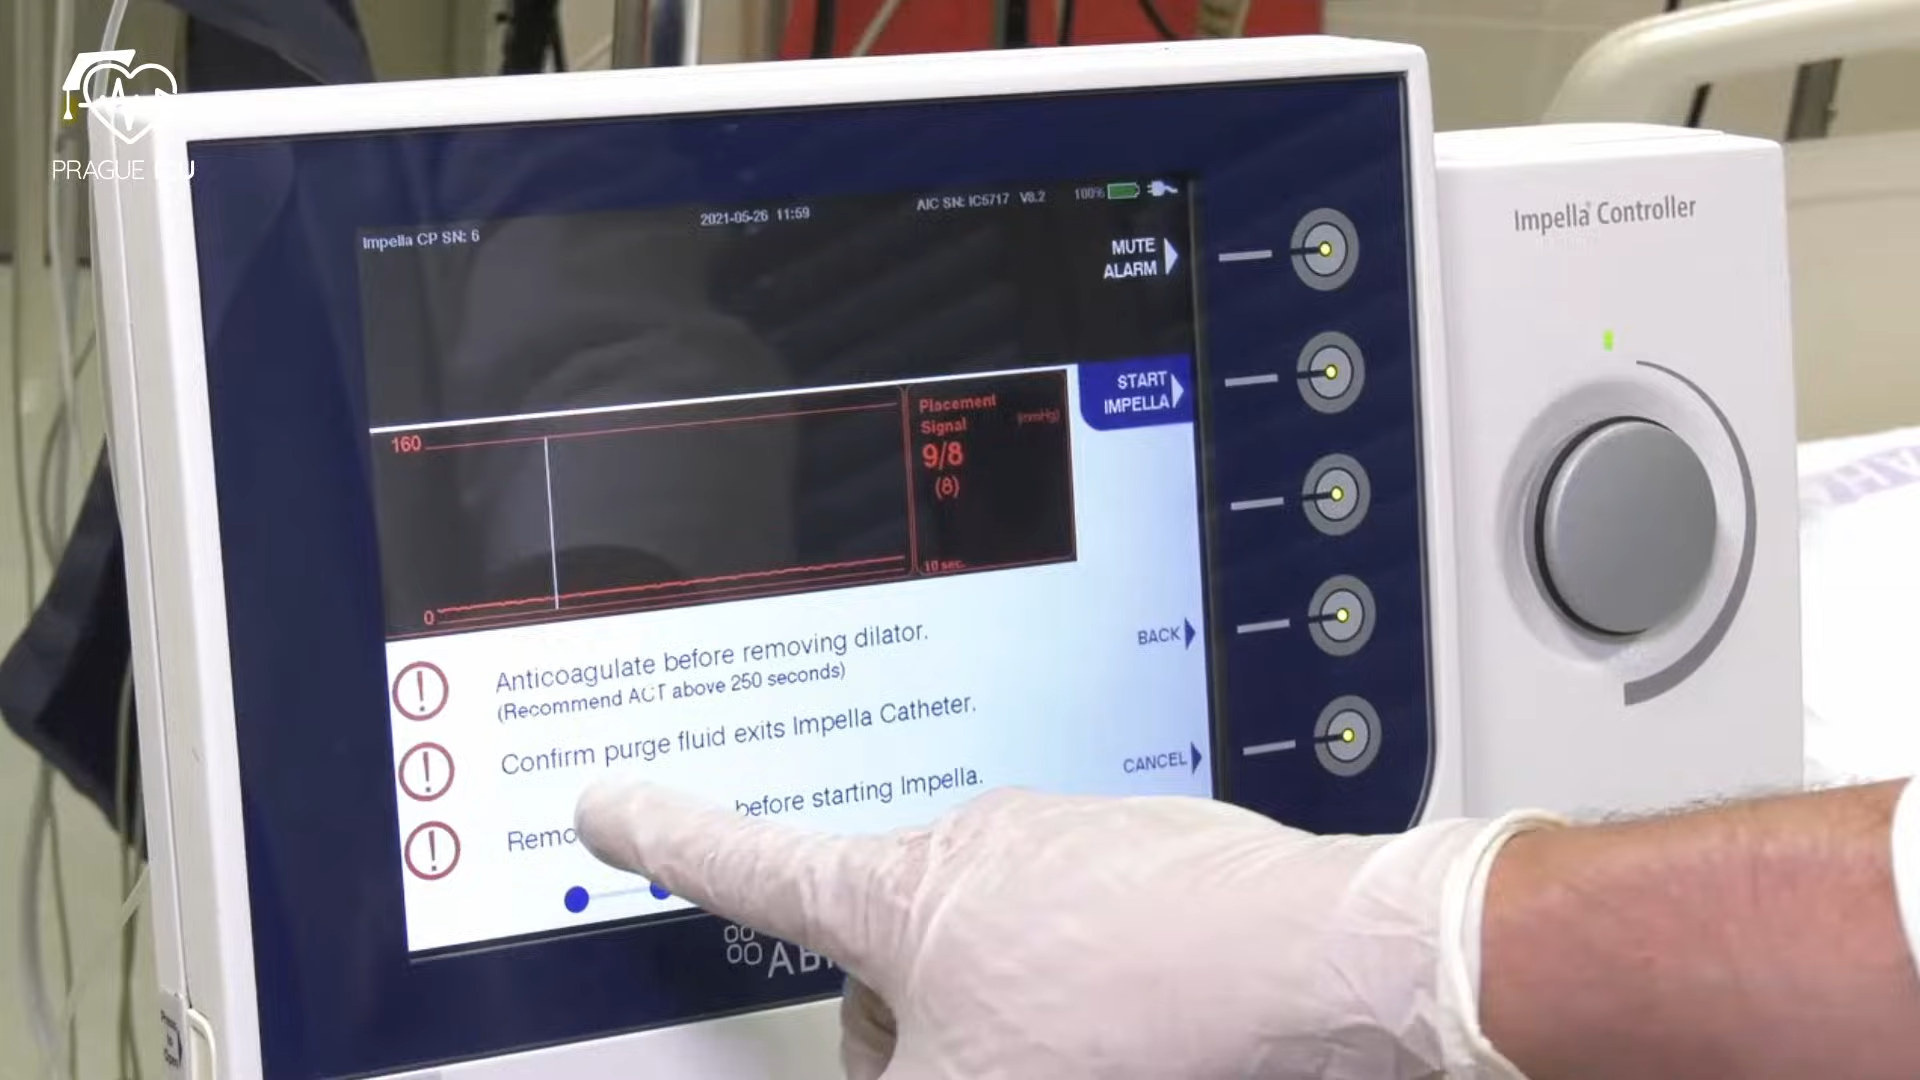 PRAGUE ICU
Impella CP SN: 6
2021-05-26 11:59
AIC SN: IC5717 V8.2
100%
MUTE
ALARM
START
IMPELLA
160
Placement
Signal
(mmHg)
9/8
(8)
10 sec.
0
Anticoagulate before removing dilator.
(Recommend ACT above 250 seconds)
Confirm purge fluid exits Impella Catheter.
before starting Impella.
BACK
CANCEL
Impella® Controller